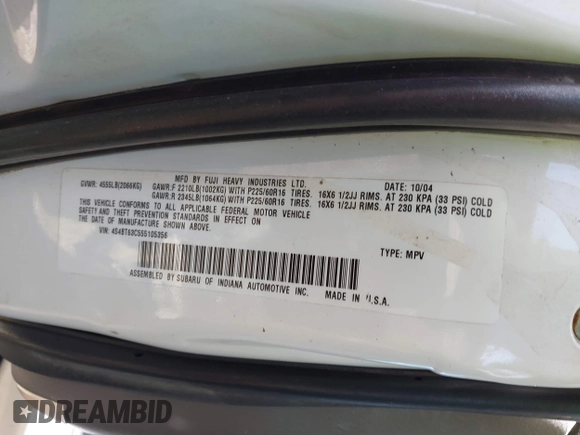 MFD BY FUJI HEAVY INDUSTRIES LTD. DATE: 10/04
GVWR: 4555LB(2066KG) GAWR:F 2210LB(1002KG) WITH P225/60R16 TIRES. 16X6 1/2JJ RIMS. AT 230 KPA (33 PSI) COLD
GAWR:R 2345LB(1064KG) WITH P225/60R16 TIRES. 16X6 1/2JJ RIMS. AT 230 KPA (33 PSI) COLD
THIS VEHICLE CONFORMS TO ALL APPLICABLE FEDERAL MOTOR VEHICLE
SAFETY AND THEFT PREVENTION STANDARDS IN EFFECT ON
THE DATE OF MANUFACTURE SHOWN ABOVE.
VIN: 4S4BT63C555105356 TYPE: MPV
ASSEMBLED BY SUBARU OF INDIANA AUTOMOTIVE INC. MADE IN U.S.A.
DREAMBID